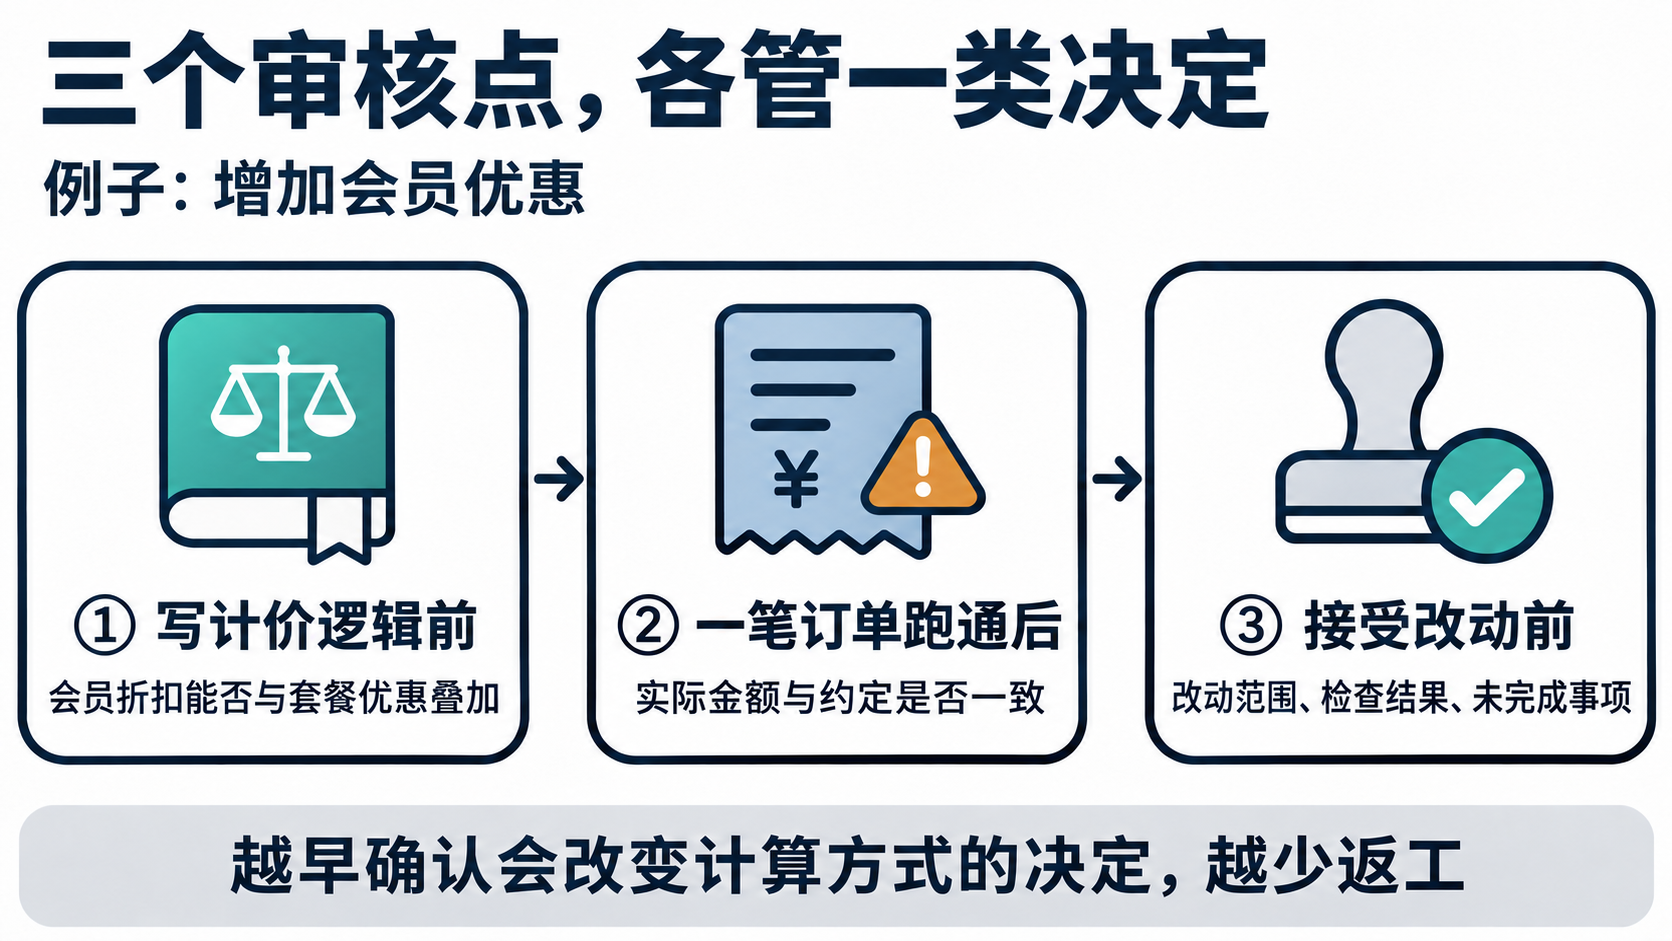 三个审核点，各管一类决定
例子：增加会员优惠
¥
① 写计价逻辑前
会员折扣能否与套餐优惠叠加
② 一笔订单跑通后
实际金额与约定是否一致
③ 接受改动前
改动范围、检查结果、未完成事项
越早确认会改变计算方式的决定，越少返工